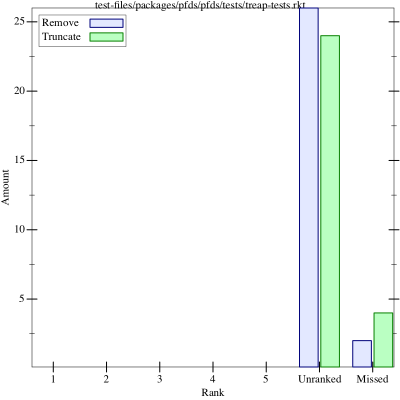 test-files/packages/pfds/pfds/tests/treap-tests.rkt
Remove
Truncate
25
20
15
10
5
Amount
1 2 3 4 5 Unranked Missed
Rank